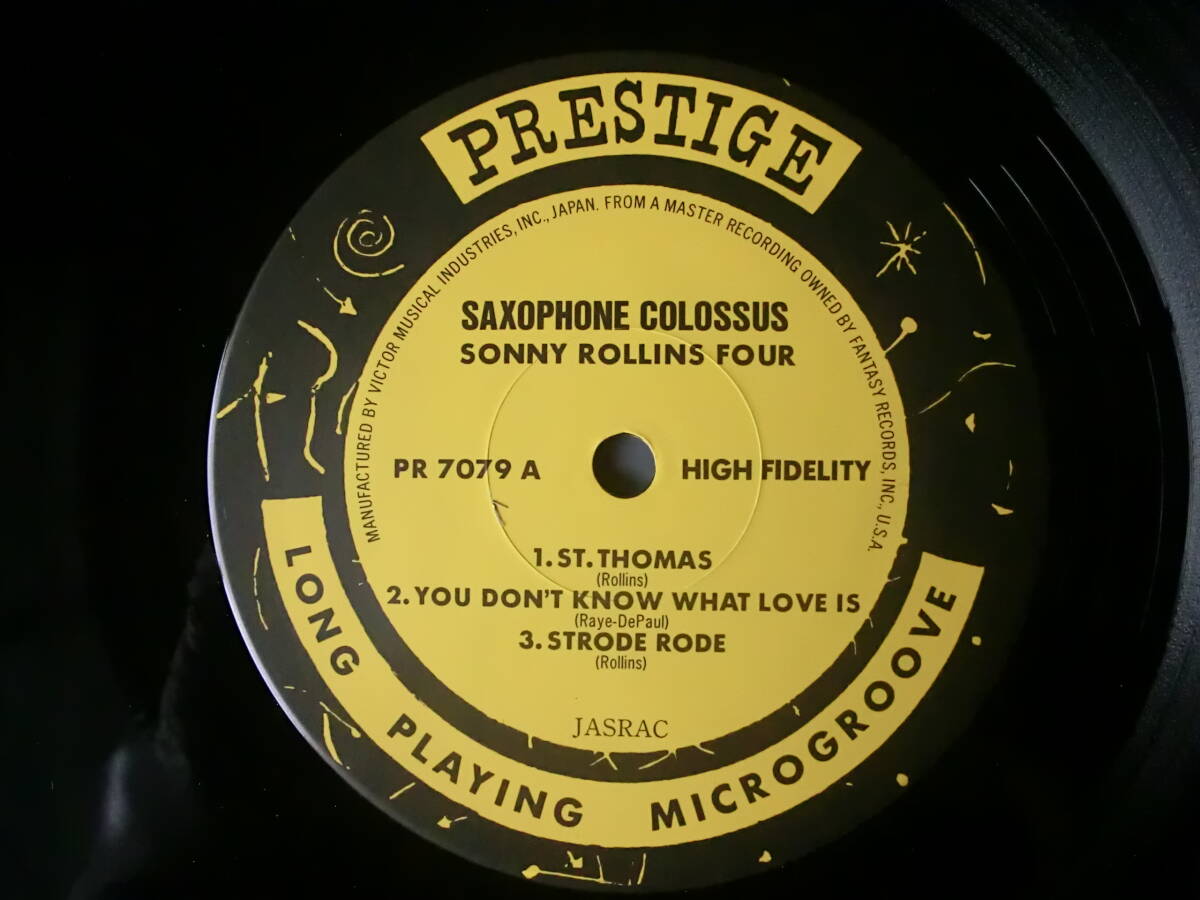 PRESTIGE
MANUFACTURED BY VICTOR MUSICAL INDUSTRIES, INC., JAPAN. FROM A MASTER RECORDING OWNED BY FANTASY RECORDS, INC., U.S.A.
SAXOPHONE COLOSSUS
SONNY ROLLINS FOUR
PR 7079 A
HIGH FIDELITY
1. ST. THOMAS
(Rollins)
2. YOU DON'T KNOW WHAT LOVE IS
(Raye-DePaul)
3. STRODE RODE
(Rollins)
JASRAC
LONG PLAYING MICROGROOVE